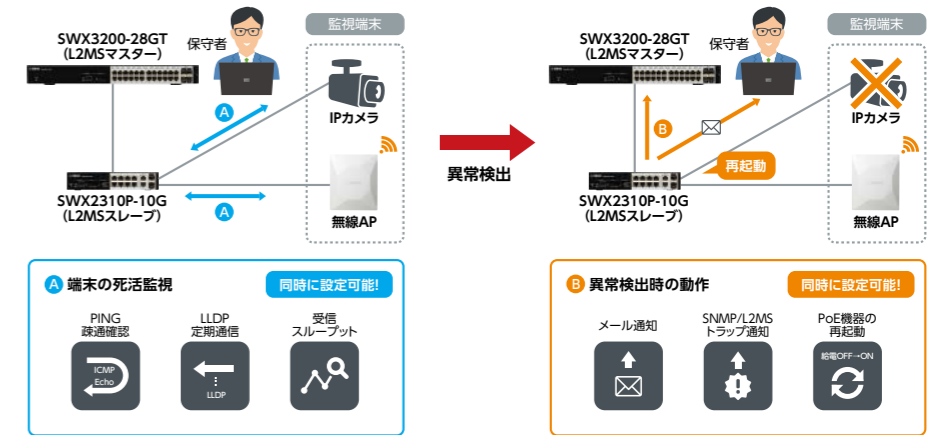 SWX3200-28GT
(L2MSマスター)
保守者
監視端末
A
IPカメラ
SWX2310P-10G
(L2MSスレーブ)
A
無線AP
異常検出
SWX3200-28GT
(L2MSマスター)
保守者
監視端末
B
IPカメラ
再起動
SWX2310P-10G
(L2MSスレーブ)
無線AP
A 端末の死活監視
同時に設定可能!
PING
疎通確認
LLDP
定期通信
受信
スループット
ICMP
Echo
LLDP
B 異常検出時の動作
同時に設定可能!
メール通知
SNMP/L2MS
トラップ通知
PoE機器の
再起動
給電OFF→ON